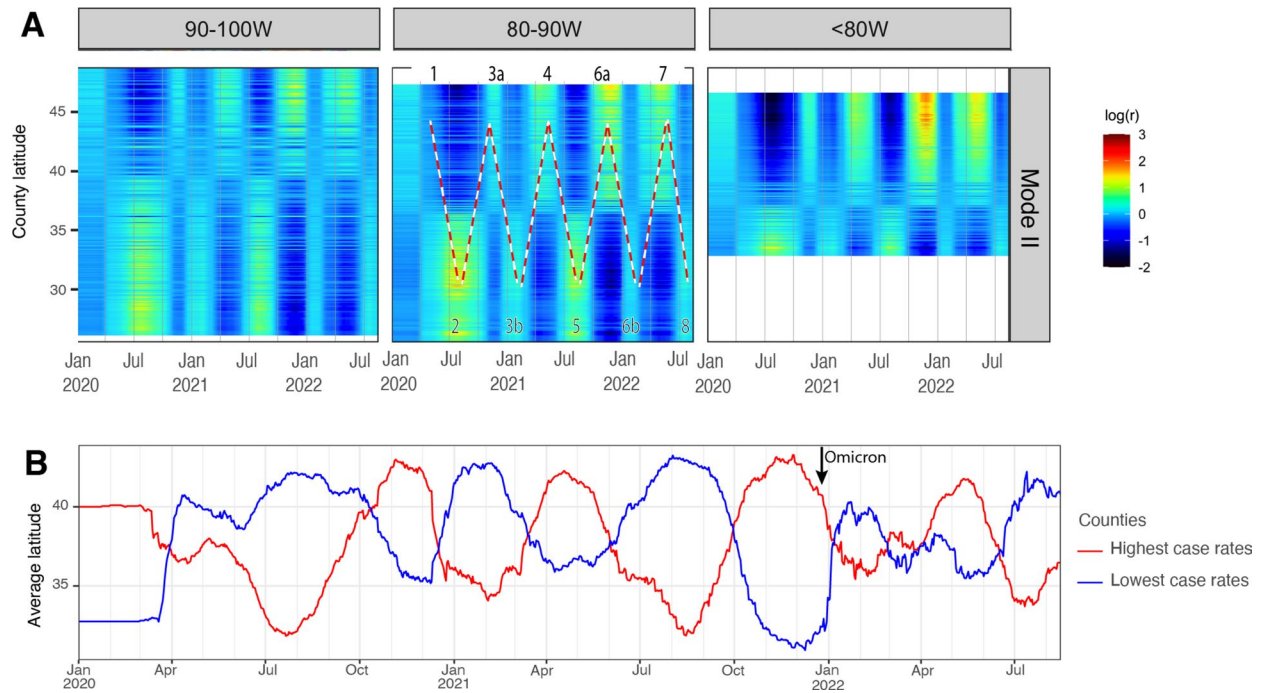 A
90-100W
80-90W
<80W
1 3a 4 6a 7
45
40
35
30
County latitude
2 3b 5 6b 8
Mode II
log(r)
3
2
1
0
-1
-2
Jan Jul Jan Jul Jan Jul
2020 2021 2022
Jan Jul Jan Jul Jan Jul
2020 2021 2022
Jan Jul Jan Jul Jan Jul
2020 2021 2022
B
Omicron
40
35
Average latitude
Counties
Highest case rates
Lowest case rates
Jan Apr Jul Oct Jan Apr Jul Oct Jan Apr Jul
2020 2021 2022